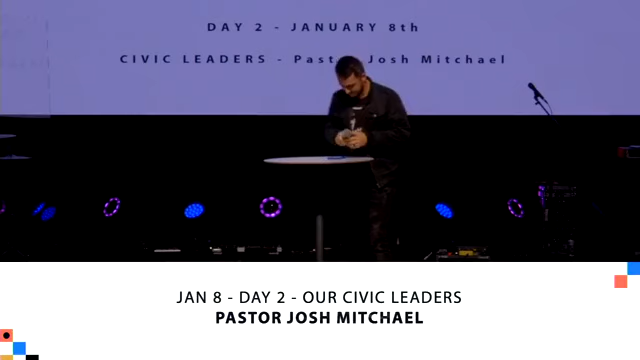 DAY 2 - JANUARY 8th
CIVIC LEADERS - Pastor Josh Mitchael
JAN 8 - DAY 2 - OUR CIVIC LEADERS
PASTOR JOSH MITCHAEL